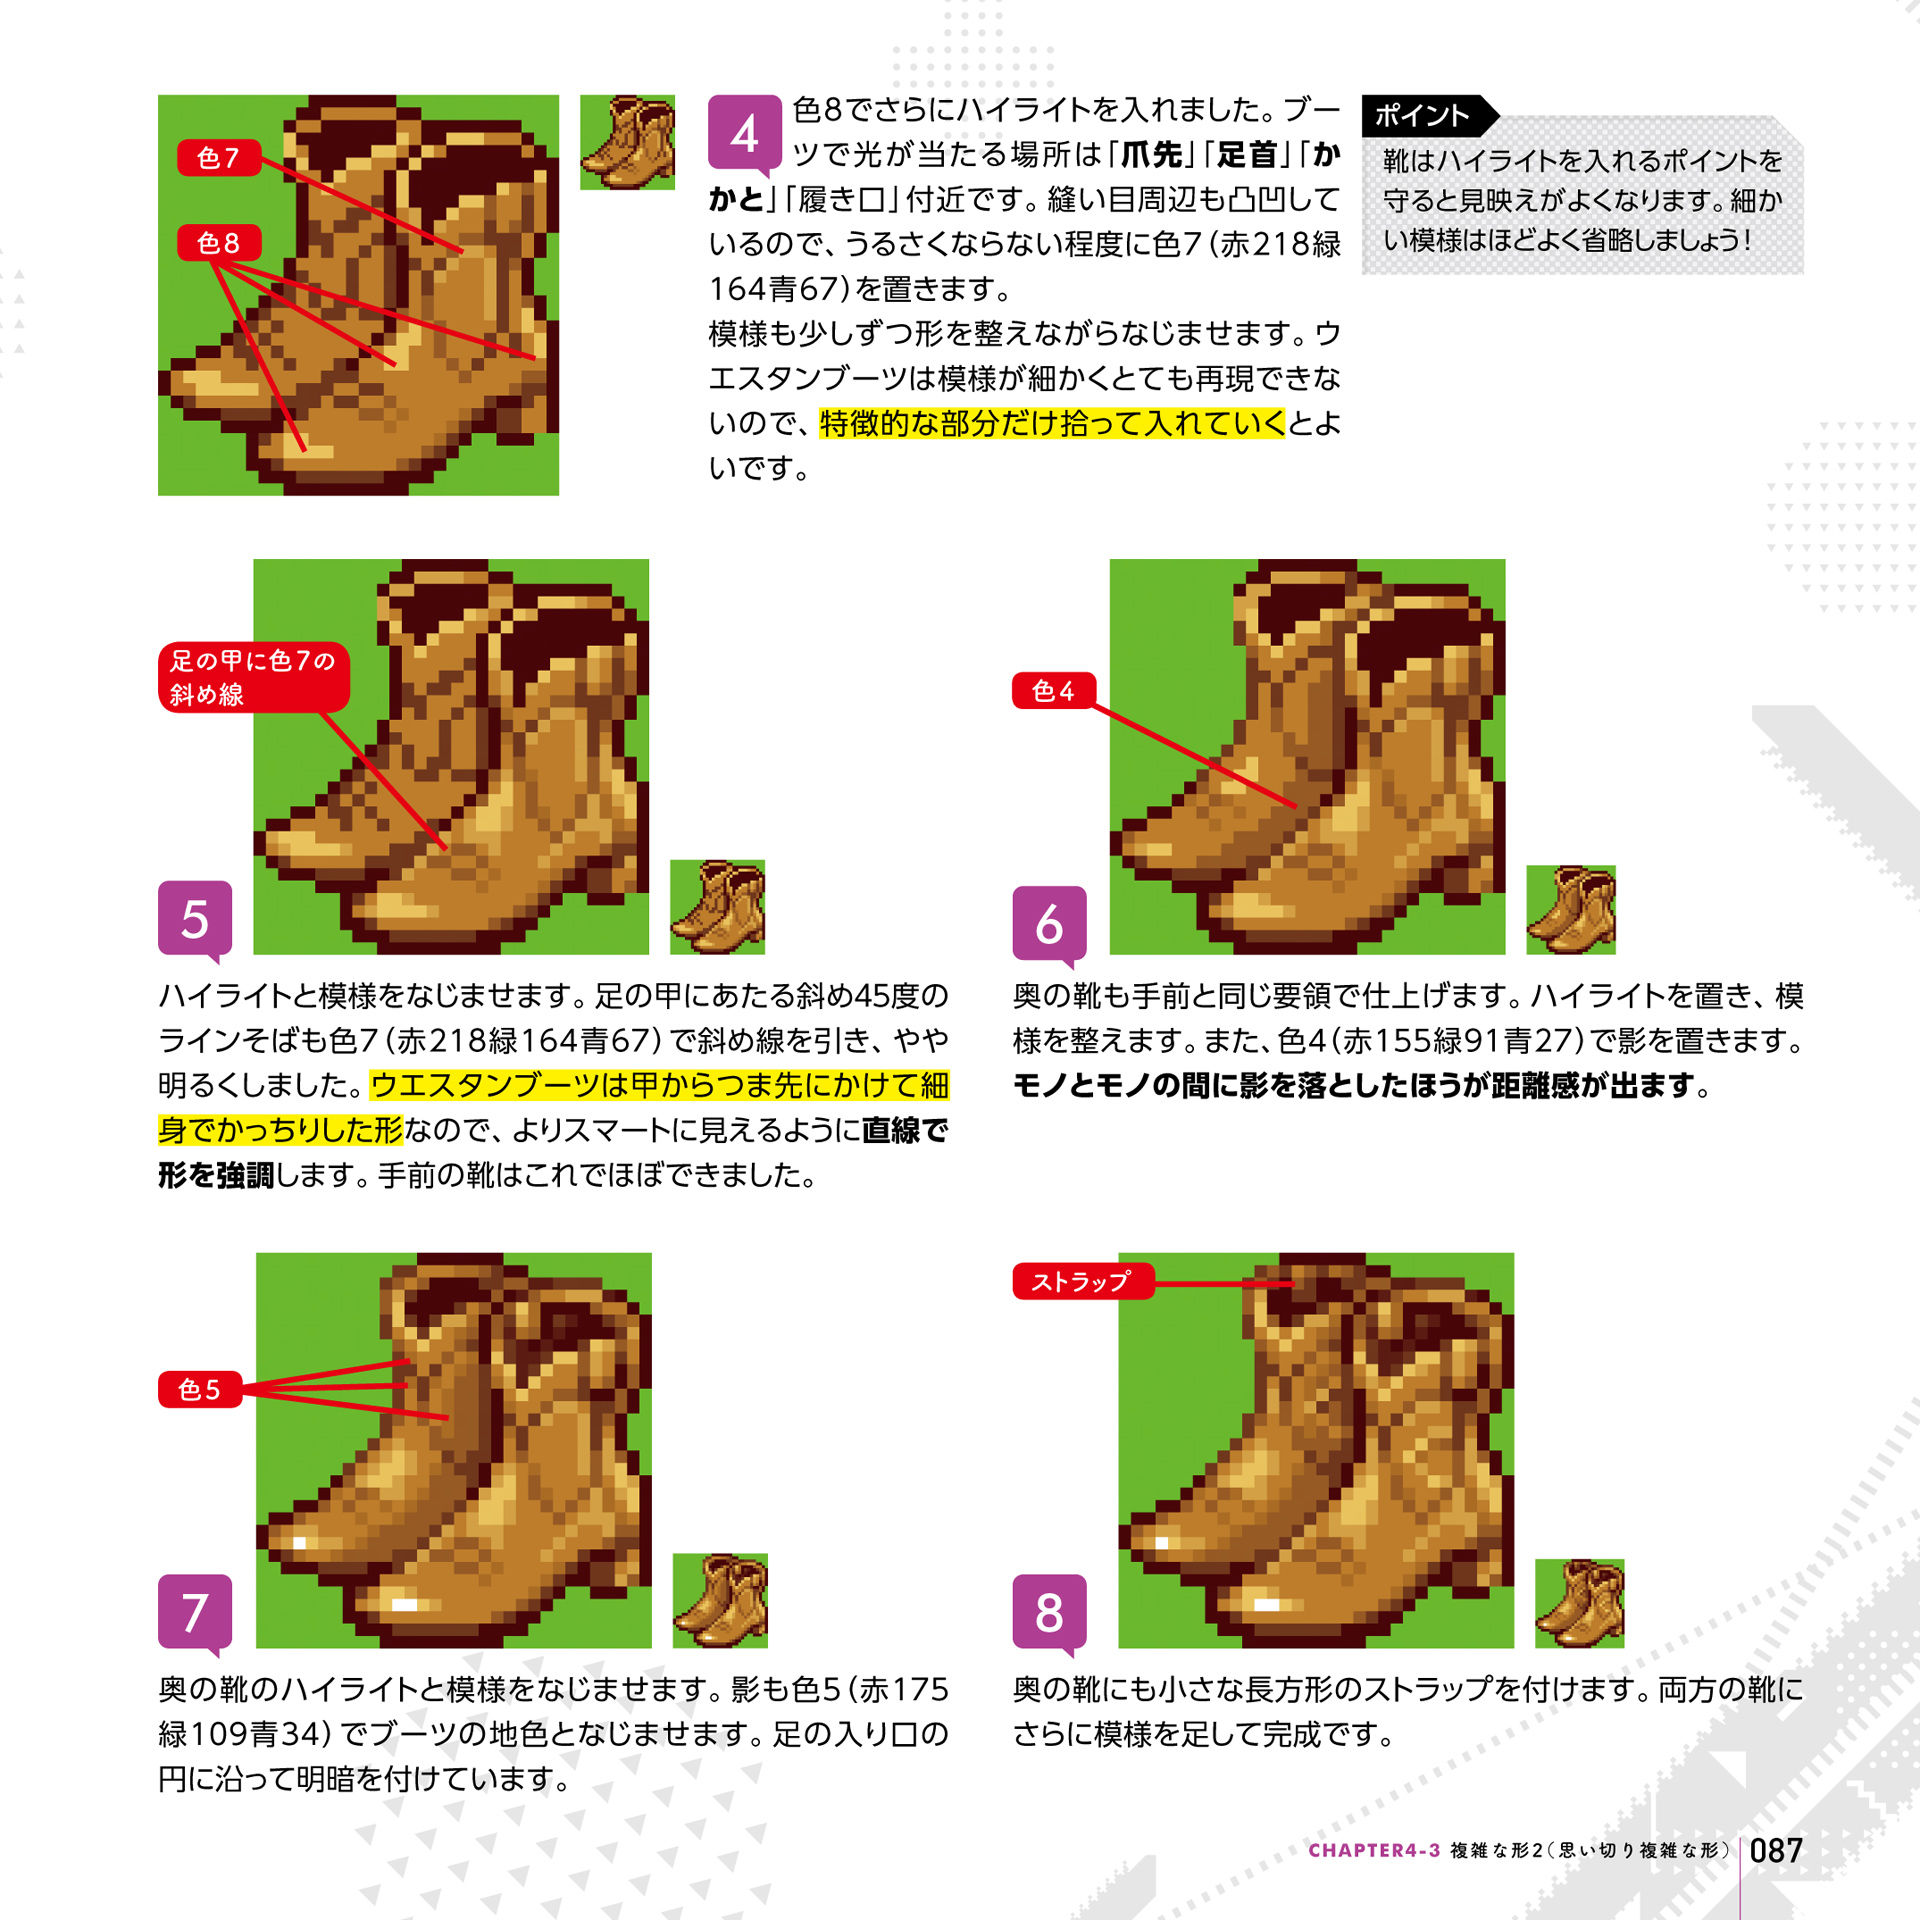 色7
色8
4
色8でさらにハイライトを入れました。ブー
ツで光が当たる場所は「爪先」「足首」「か
かと」「履き口」付近です。縫い目周辺も凸凹して
いるので、うるさくならない程度に色7（赤218緑
164青67）を置きます。
模様も少しずつ形を整えながらなじませます。ウ
エスタンブーツは模様が細かくとても再現できな
いので、特徴的な部分だけ拾って入れていくとよ
いです。
ポイント
靴はハイライトを入れるポイントを
守ると見映えがよくなります。細か
い模様はほどよく省略しましょう！
足の甲に色7の
斜め線
5
ハイライトと模様をなじませます。足の甲にあたる斜め45度の
ラインそばも色7（赤218緑164青67）で斜め線を引き、やや
明るくしました。ウエスタンブーツは甲からつま先にかけて細
身でかっちりした形なので、よりスマートに見えるように直線で
形を強調します。手前の靴はこれでほぼできました。
色4
6
奥の靴も手前と同じ要領で仕上げます。ハイライトを置き、模
様を整えます。また、色4（赤155緑91青27）で影を置きます。
モノとモノの間に影を落としたほうが距離感が出ます。
色5
7
奥の靴のハイライトと模様をなじませます。影も色5（赤175
緑109青34）でブーツの地色となじませます。足の入り口の
円に沿って明暗を付けています。
ストラップ
8
奥の靴にも小さな長方形のストラップを付けます。両方の靴に
さらに模様を足して完成です。
CHAPTER4-3 複雑な形2（思い切り複雑な形） 087